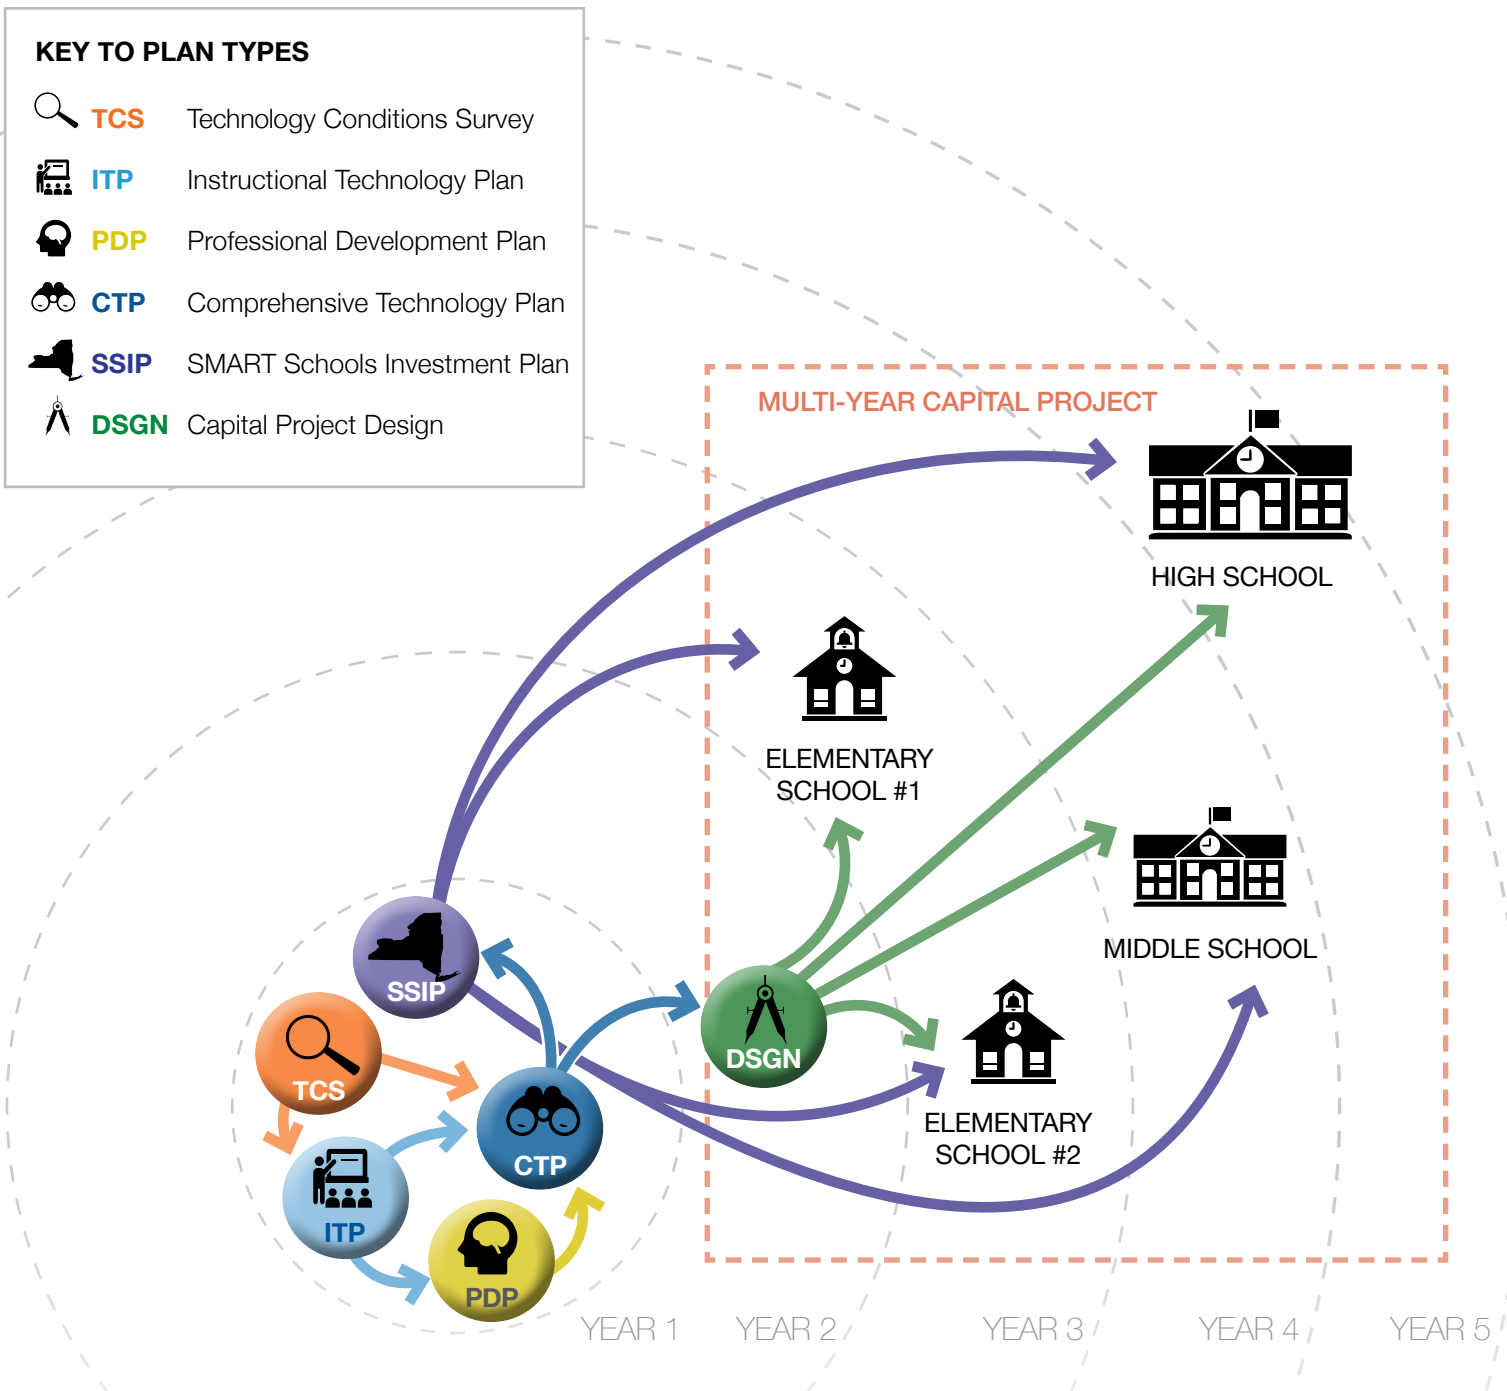 KEY TO PLAN TYPES
TCS Technology Conditions Survey
ITP Instructional Technology Plan
PDP Professional Development Plan
CTP Comprehensive Technology Plan
SSIP SMART Schools Investment Plan
DSGN Capital Project Design
MULTI-YEAR CAPITAL PROJECT
HIGH SCHOOL
ELEMENTARY
SCHOOL #1
MIDDLE SCHOOL
SSIP
DSGN
TCS
ELEMENTARY
SCHOOL #2
CTP
ITP
PDP
YEAR 1
YEAR 2
YEAR 3
YEAR 4
YEAR 5